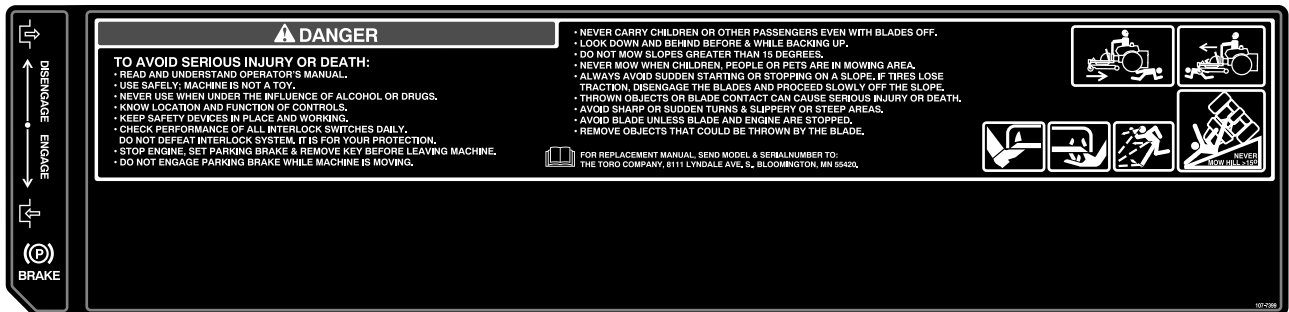 DISENGAGE ENGAGE
(P)
BRAKE
DANGER
TO AVOID SERIOUS INJURY OR DEATH:
• READ AND UNDERSTAND OPERATOR'S MANUAL.
• USE SAFELY; MACHINE IS NOT A TOY.
• NEVER USE WHEN UNDER THE INFLUENCE OF ALCOHOL OR DRUGS.
• KNOW LOCATION AND FUNCTION OF CONTROLS.
• KEEP SAFETY DEVICES IN PLACE AND WORKING.
• CHECK PERFORMANCE OF ALL INTERLOCK SWITCHES DAILY.
DO NOT DEFEAT INTERLOCK SYSTEM. IT IS FOR YOUR PROTECTION.
• STOP ENGINE, SET PARKING BRAKE & REMOVE KEY BEFORE LEAVING MACHINE.
• DO NOT ENGAGE PARKING BRAKE WHILE MACHINE IS MOVING.
• NEVER CARRY CHILDREN OR OTHER PASSENGERS EVEN WITH BLADES OFF.
• LOOK DOWN AND BEHIND BEFORE & WHILE BACKING UP.
• DO NOT MOW SLOPES GREATER THAN 15 DEGREES.
• NEVER MOW WHEN CHILDREN, PEOPLE OR PETS ARE IN MOWING AREA.
• ALWAYS AVOID SUDDEN STARTING OR STOPPING ON A SLOPE. IF TIRES LOSE
TRACTION, DISENGAGE THE BLADES AND PROCEED SLOWLY OFF THE SLOPE.
• THROWN OBJECTS OR BLADE CONTACT CAN CAUSE SERIOUS INJURY OR DEATH.
• AVOID SHARP OR SUDDEN TURNS & SLIPPERY OR STEEP AREAS.
• AVOID BLADE UNLESS BLADE AND ENGINE ARE STOPPED.
• REMOVE OBJECTS THAT COULD BE THROWN BY THE BLADE.
FOR REPLACEMENT MANUAL, SEND MODEL & SERIALNUMBER TO:
THE TORO COMPANY, 8111 LYNDALE AVE. S., BLOOMINGTON, MN 55420.
NEVER
MOW HILL >15º
107-7399